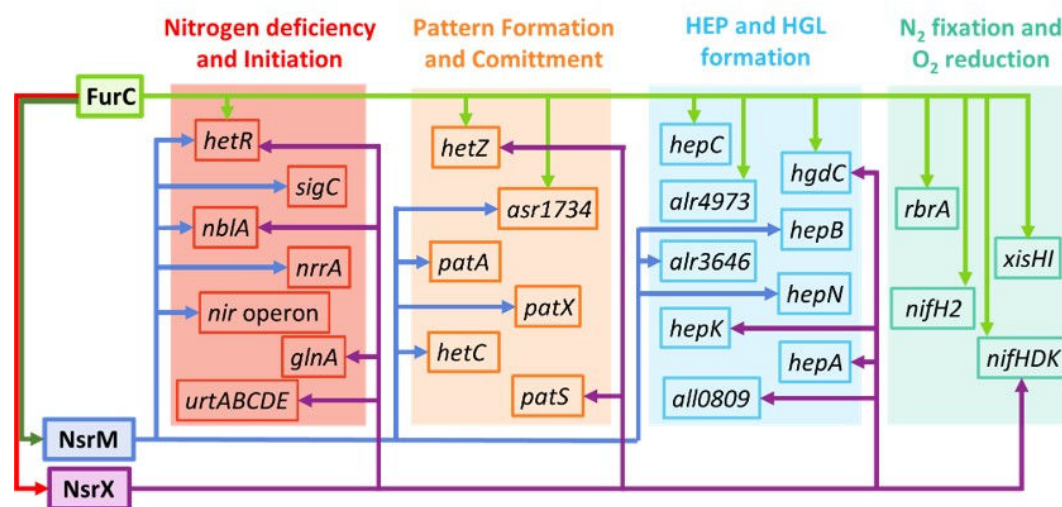 Nitrogen deficiency
and Initiation
Pattern Formation
and Comittment
HEP and HGL
formation
N₂ fixation and
O₂ reduction
FurC
hetR
sigC
nblA
nrrA
nir operon
glnA
urtABCDE
hetZ
asr1734
patA
patX
hetC
patS
hepC
hgdC
alr4973
hepB
alr3646
hepN
hepK
hepA
all0809
rbrA
xisHI
nifH2
nifHDK
NsrM
NsrX